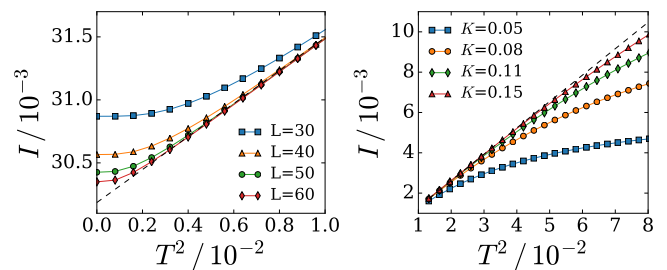 31.5
31.0
30.5
I / 10⁻³
L=30
L=40
L=50
L=60
0.0 0.2 0.4 0.6 0.8 1.0
T² / 10⁻²
10
8
6
4
2
I / 10⁻³
K=0.05
K=0.08
K=0.11
K=0.15
1 2 3 4 5 6 7 8
T² / 10⁻²